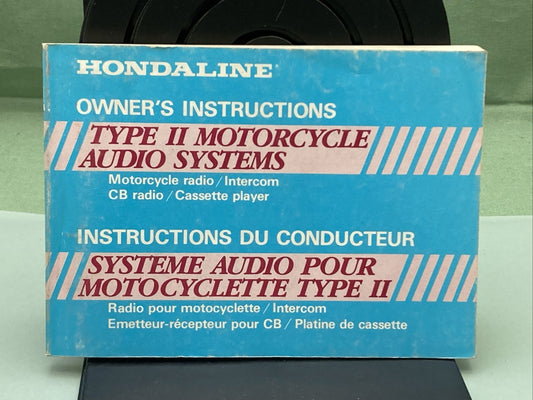 HONDALINE
OWNER'S INSTRUCTIONS
TYPE II MOTORCYCLE
AUDIO SYSTEMS
Motorcycle radio / Intercom
CB radio / Cassette player
INSTRUCTIONS DU CONDUCTEUR
SYSTEME AUDIO POUR
MOTOCYCLETTE TYPE II
Radio pour motocyclette / Intercom
Emetteur-récepteur pour CB / Platine de cassette